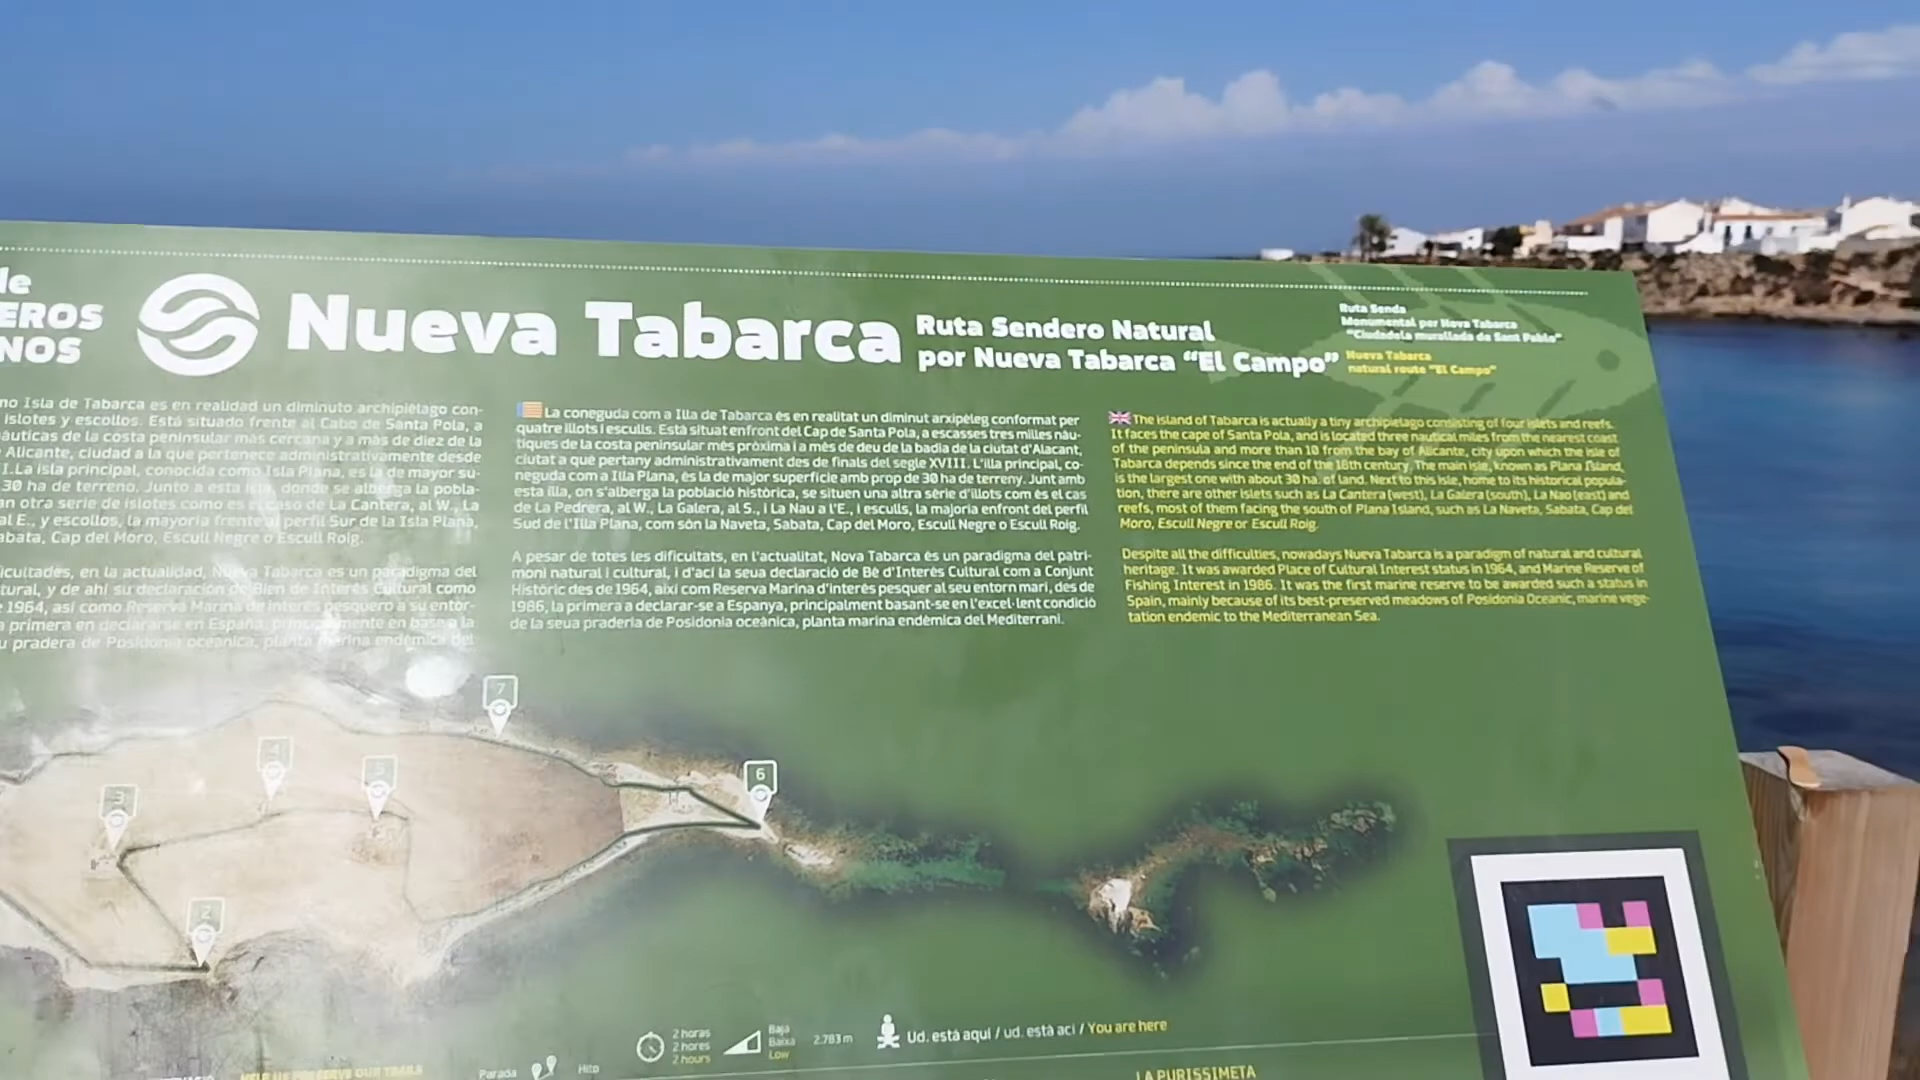 de
EROS
NOS
Nueva Tabarca
Ruta Sendero Natural
por Nueva Tabarca “El Campo”
Ruta Senda
Monumental por Nova Tabarca
“Ciudadela murallada de Sant Pablo”
Nueva Tabarca
natural route “El Campo”
no Isla de Tabarca es en realidad un diminuto archipiélago con-
islotes y escollos. Está situado frente al Cabo de Santa Pola, a
náuticas de la costa peninsular más cercana y a más de diez de la
Alicante, ciudad a la que pertenece administrativamente desde
I. La isla principal, conocida como Isla Plana, es la de mayor su-
30 ha de terreno. Junto a esta isla, donde se alberga la pobla-
an otra serie de islotes como es el caso de La Cantera, al W., La
al E., y escollos, la mayoría frente al perfil Sur de la Isla Plana,
abata, Cap del Moro, Escull Negre o Escull Roig.
icultades, en la actualidad, Nueva Tabarca es un paradigma del
tural, y de ahí su declaración de Bien de Interés Cultural como
1964, así como Reserva Marina de interés pesquero a su entor-
a primera en declararse en España, principalmente en base a la
u pradera de Posidonia oceánica, planta marina endémica del
La coneguda com a Illa de Tabarca és en realitat un diminut arxipèleg conformat per
quatre illots i esculls. Està situat enfront del Cap de Santa Pola, a escasses tres milles nàu-
tiques de la costa peninsular més pròxima i a més de deu de la badia de la ciutat d'Alacant,
ciutat a què pertany administrativament des de finals del segle XVIII. L'illa principal, co-
neguda com a Illa Plana, és la de major superfície amb prop de 30 ha de terreny. Junt amb
esta illa, on s'alberga la població històrica, se situen una altra sèrie d'illots com és el cas
de La Pedrera, al W., La Galera, al S., i La Nau a l'E., i esculls, la majoria enfront del perfil
Sud de l'Illa Plana, com són la Naveta, Sabata, Cap del Moro, Escull Negre o Escull Roig.
A pesar de totes les dificultats, en l'actualitat, Nova Tabarca és un paradigma del patri-
moni natural i cultural, i d'ací la seua declaració de Bé d'Interés Cultural com a Conjunt
Històric des de 1964, així com Reserva Marina d'interés pesquer al seu entorn marí, des de
1986, la primera a declarar-se a Espanya, principalment basant-se en l'excel·lent condició
de la seua praderia de Posidonia oceànica, planta marina endèmica del Mediterrani.
The island of Tabarca is actually a tiny archipielago consisting of four islets and reefs.
It faces the cape of Santa Pola, and is located three nautical miles from the nearest coast
of the peninsula and more than 10 from the bay of Alicante, city upon which the isle of
Tabarca depends since the end of the 18th century. The main isle, known as Plana Island,
is the largest one with about 30 ha. of land. Next to this isle, home to its historical popula-
tion, there are other islets such as La Cantera (west), La Galera (south), La Nao (east) and
reefs, most of them facing the south of Plana Island, such as La Naveta, Sabata, Cap del
Moro, Escull Negre or Escull Roig.
Despite all the difficulties, nowadays Nueva Tabarca is a paradigm of natural and cultural
heritage. It was awarded Place of Cultural Interest status in 1964, and Marine Reserve of
Fishing Interest in 1986. It was the first marine reserve to be awarded such a status in
Spain, mainly because of its best-preserved meadows of Posidonia Oceanic, marine vege-
tation endemic to the Mediterranean Sea.
7
4
5
6
3
2
2 horas
2 hores
2 hours
Baja
Baixa
Low
2.783 m
Ud. está aquí / ud. està ací / You are here
HELP US PRESERVE OUR TRAILS
Parada
Hito
LA PURISSIMETA